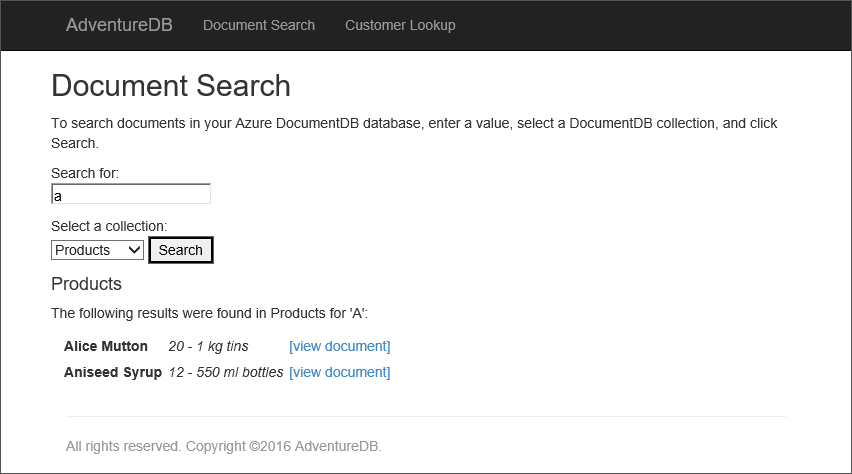 AdventureDB Document Search Customer Lookup
Document Search
To search documents in your Azure DocumentDB database, enter a value, select a DocumentDB collection, and click
Search.
Search for:
a
Select a collection:
Products Search
Products
The following results were found in Products for 'A':
Alice Mutton 20 - 1 kg tins [view document]
Aniseed Syrup 12 - 550 ml bottles [view document]
All rights reserved. Copyright ©2016 AdventureDB.